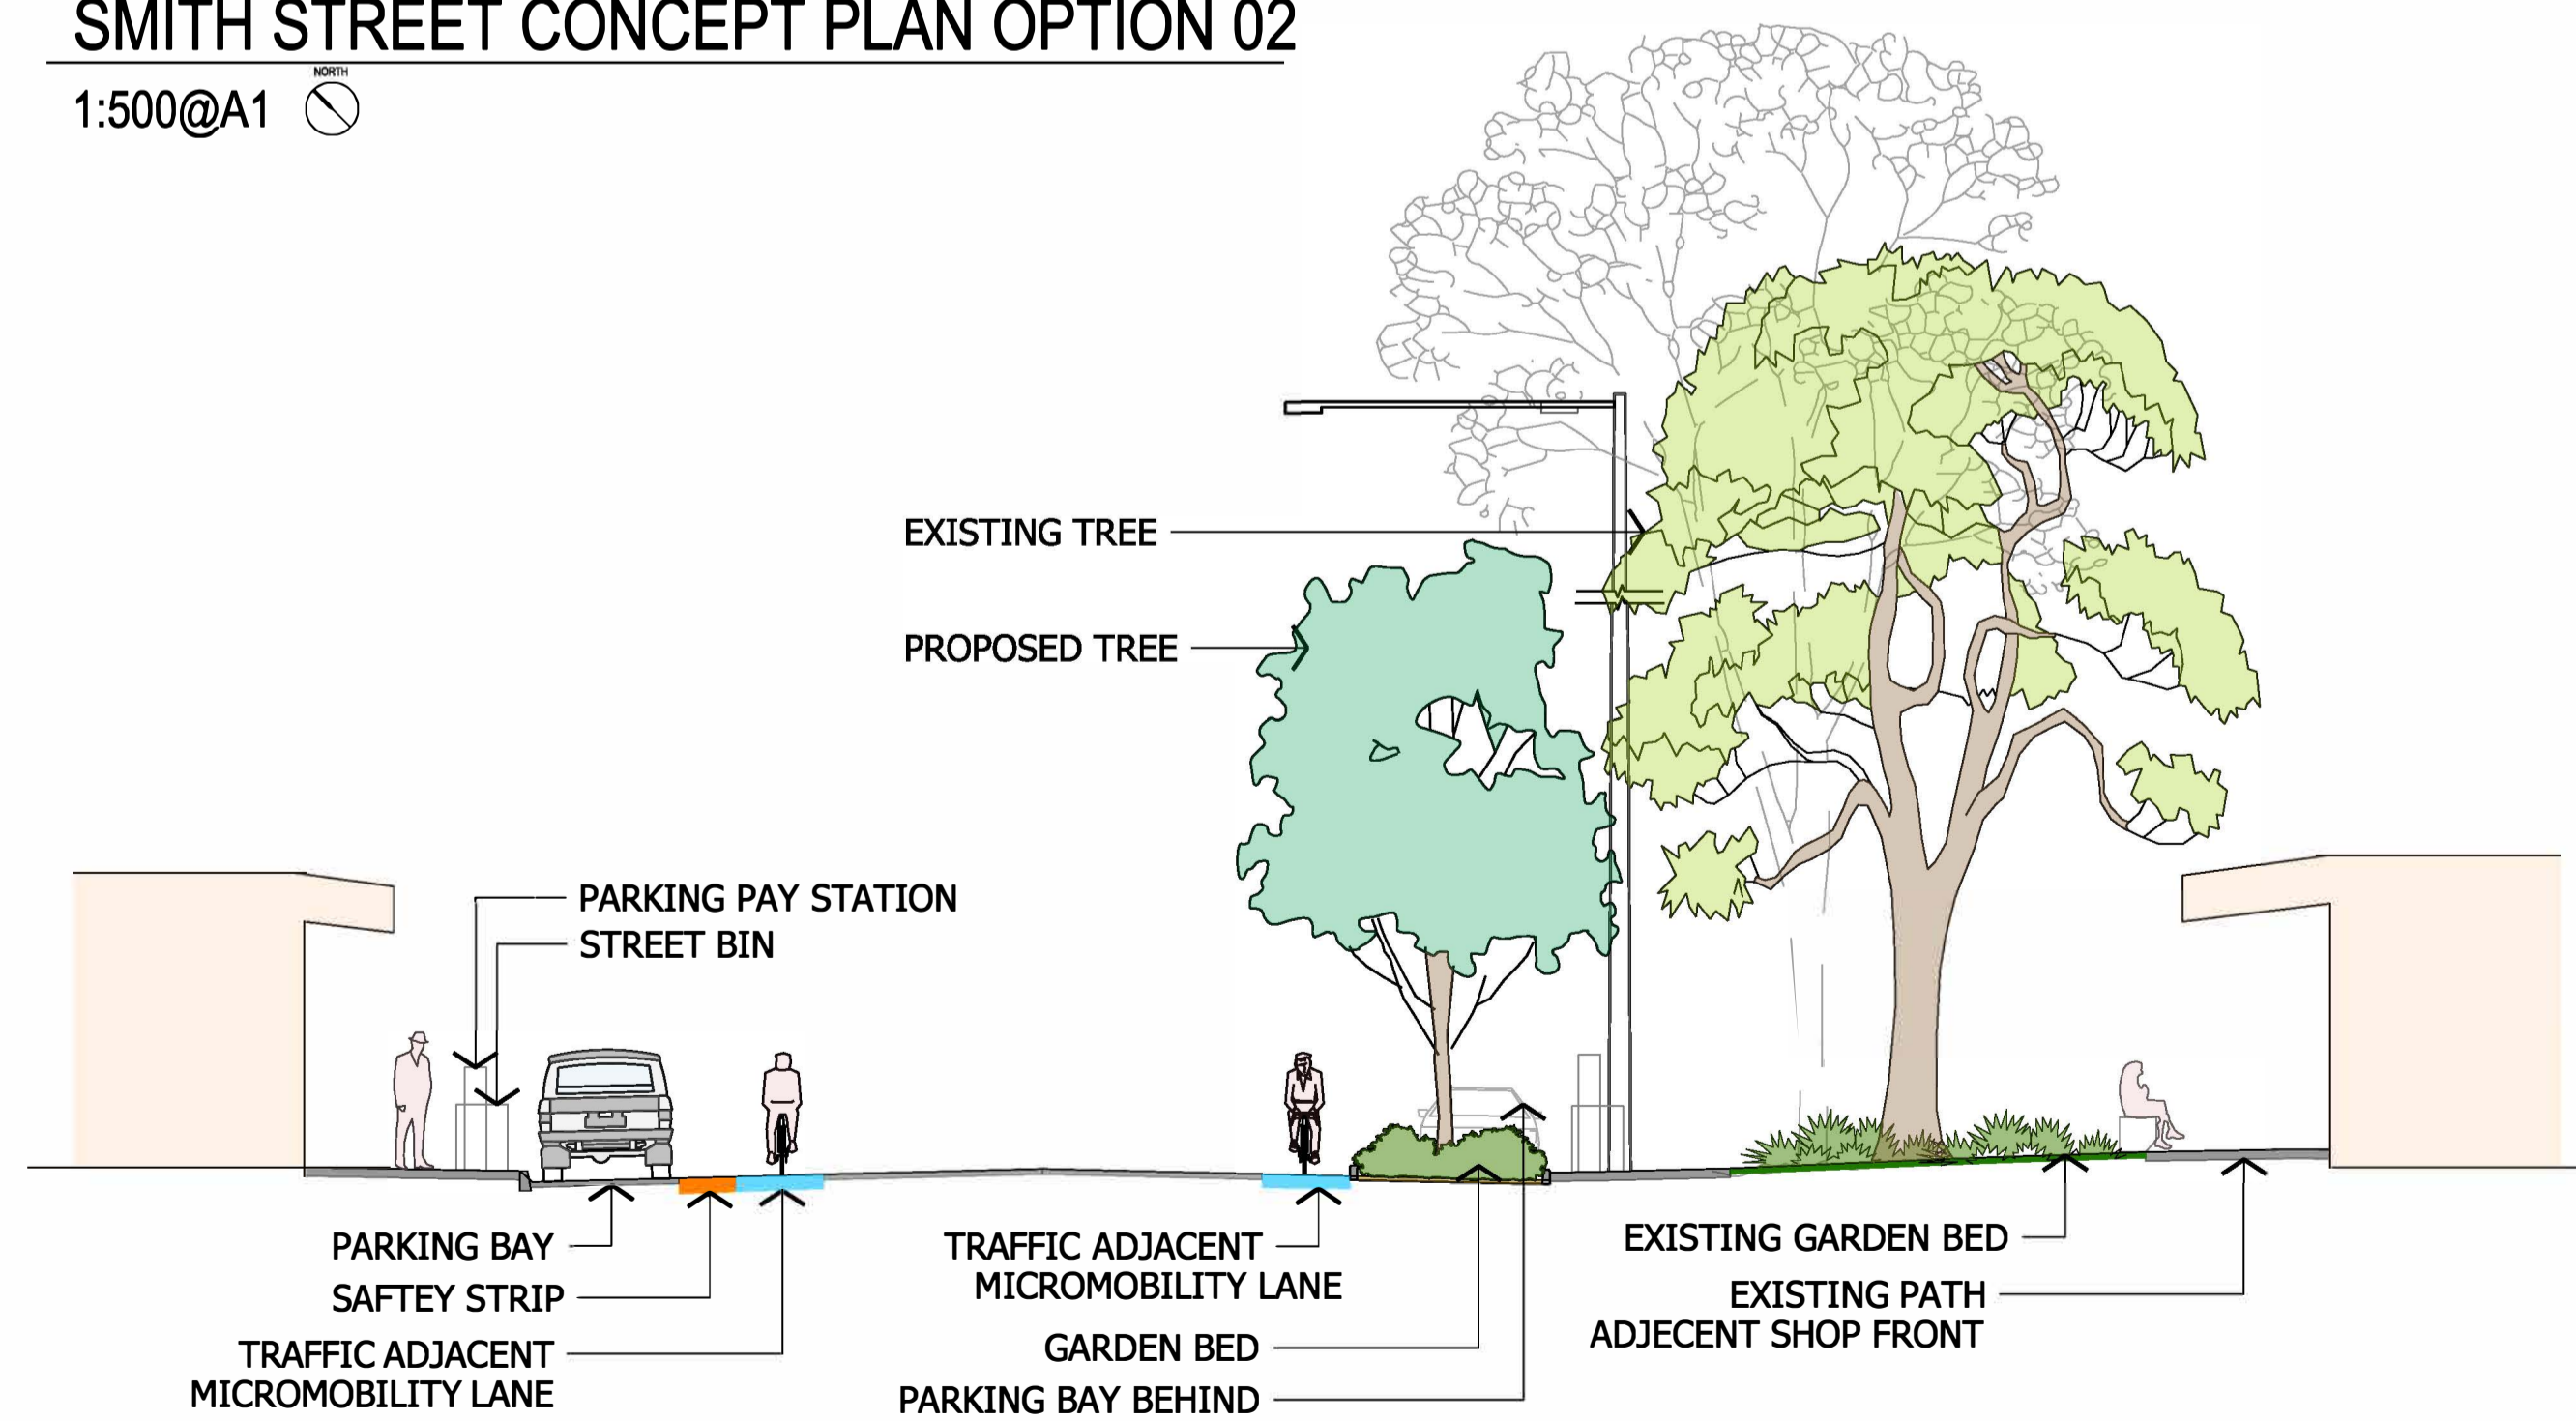 SMITH STREET CONCEPT PLAN OPTION 02
NORTH
1:500@A1
EXISTING TREE
PROPOSED TREE
PARKING PAY STATION
STREET BIN
PARKING BAY
SAFTEY STRIP
TRAFFIC ADJACENT
MICROMOBILITY LANE
TRAFFIC ADJACENT
MICROMOBILITY LANE
GARDEN BED
PARKING BAY BEHIND
EXISTING GARDEN BED
EXISTING PATH
ADJECENT SHOP FRONT